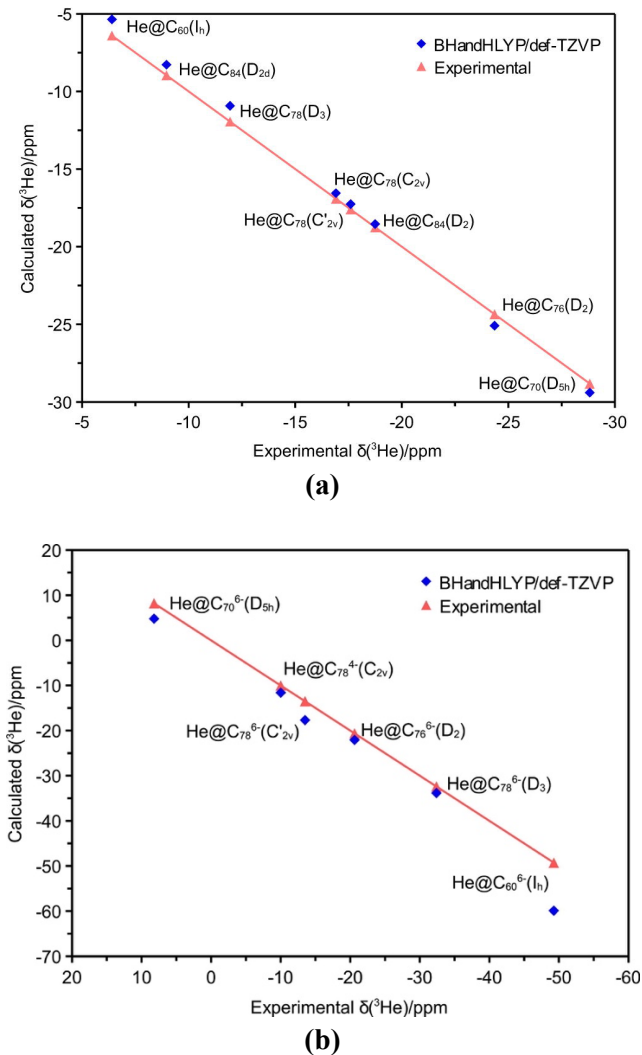 -5
-10
-15
-20
-25
-30
Calculated δ(³He)/ppm
BHandHLYP/def-TZVP
Experimental
He@C₆₀(Iₕ)
He@C₈₄(D₂d)
He@C₇₈(D₃)
He@C₇₈(C₂ᵥ)
He@C₇₈(C'₂ᵥ)
He@C₈₄(D₂)
He@C₇₆(D₂)
He@C₇₀(D₅ₕ)
-5 -10 -15 -20 -25 -30
Experimental δ(³He)/ppm
(a)
20
10
0
-10
-20
-30
-40
-50
-60
-70
Calculated δ(³He)/ppm
BHandHLYP/def-TZVP
Experimental
He@C₇₀⁶⁻(D₅ₕ)
He@C₇₈⁴⁻(C₂ᵥ)
He@C₇₈⁶⁻(C'₂ᵥ)
He@C₇₆⁶⁻(D₂)
He@C₇₈⁶⁻(D₃)
He@C₆₀⁶⁻(Iₕ)
20 10 0 -10 -20 -30 -40 -50 -60
Experimental δ(³He)/ppm
(b)